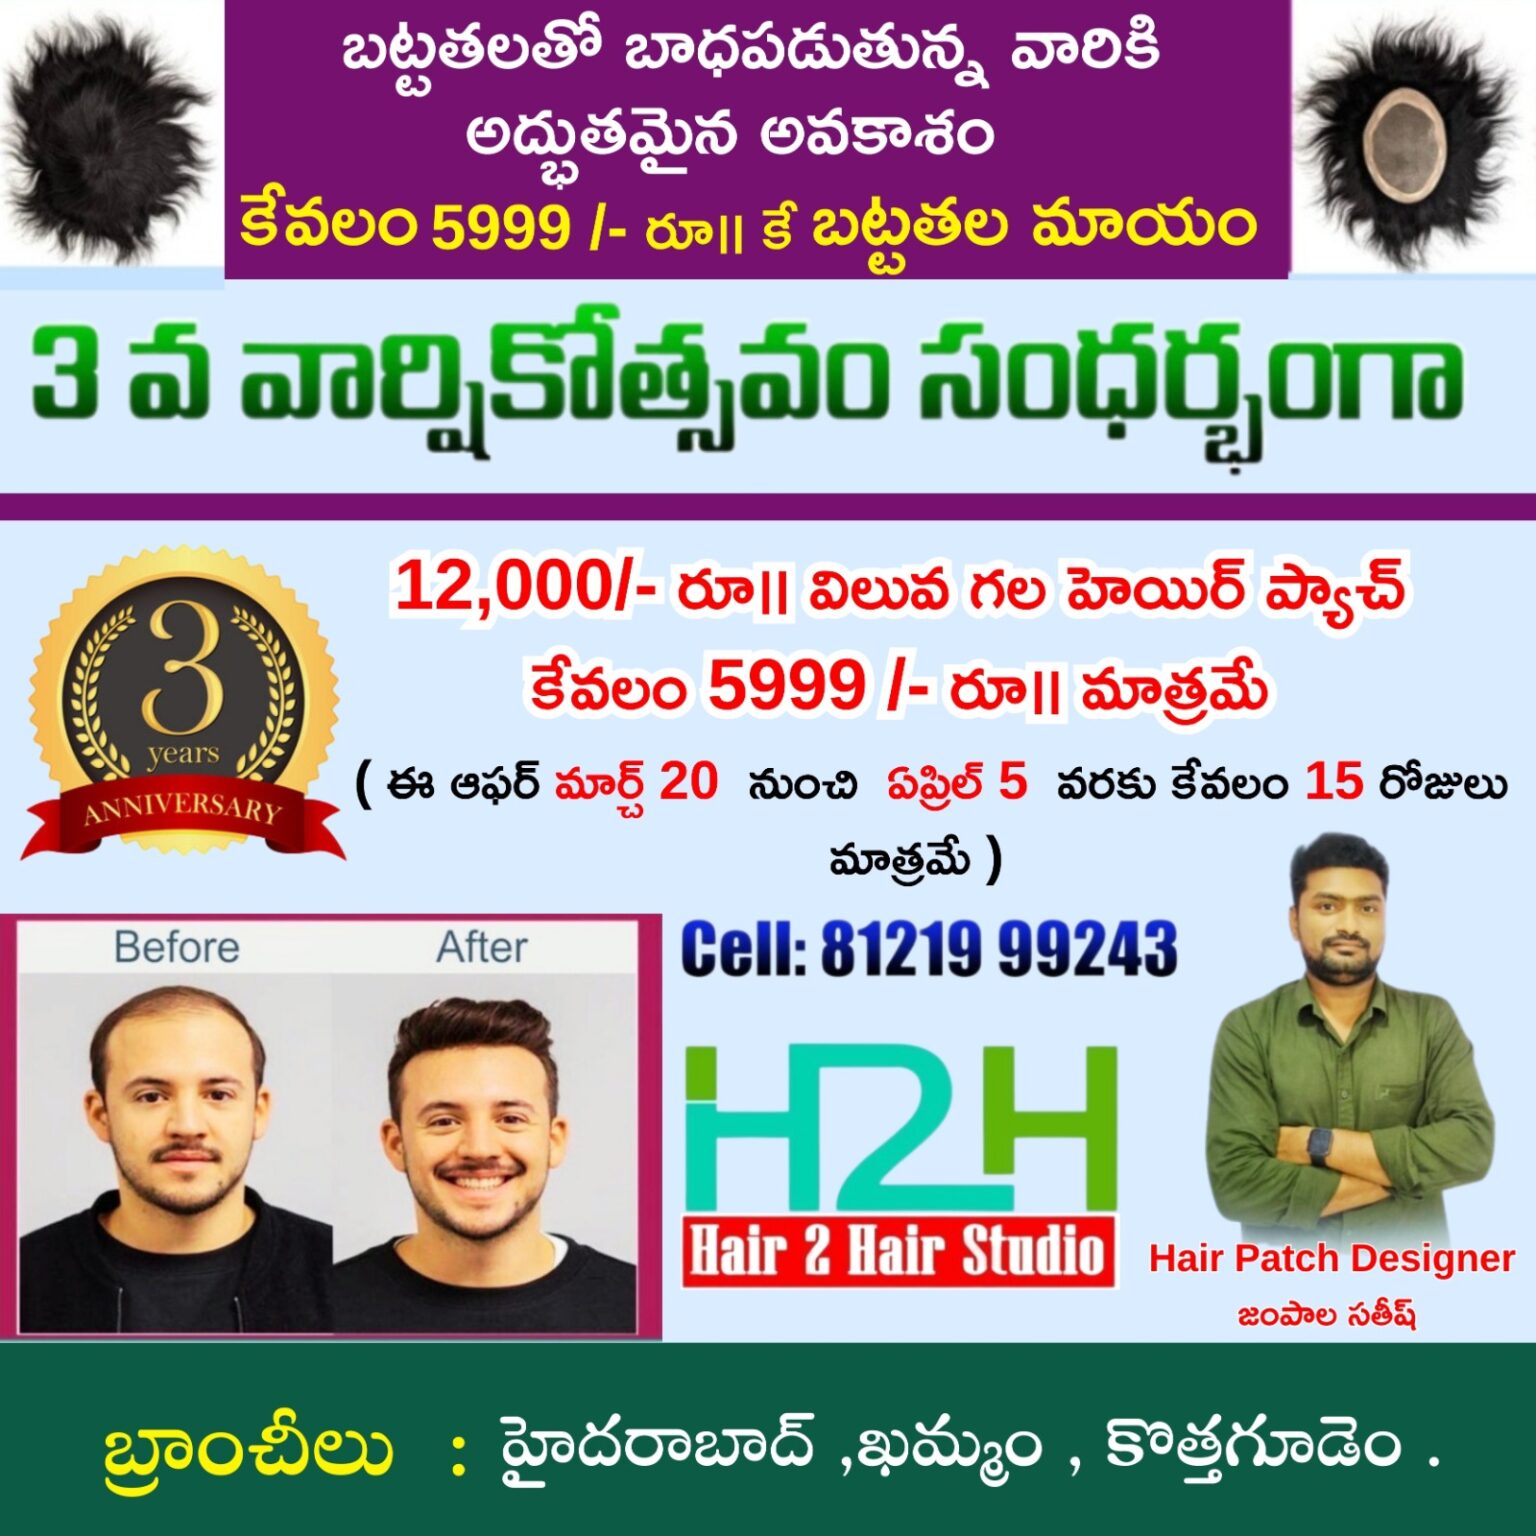 బట్టతలతో బాధపడుతున్న వారికి
అద్భుతమైన అవకాశం
కేవలం 5999 /- రూ॥ కే బట్టతల మాయం
3 వ వార్షికోత్సవం సంధర్భంగా
3
years
ANNIVERSARY
12,000/- రూ॥ విలువ గల హెయిర్ ప్యాచ్
కేవలం 5999 /- రూ॥ మాత్రమే
( ఈ ఆఫర్ మార్చ్ 20 నుంచి ఏప్రిల్ 5 వరకు కేవలం 15 రోజులు
మాత్రమే )
Before After
Cell: 81219 99243
H2H
Hair 2 Hair Studio
Hair Patch Designer
జంపాల సతీష్
బ్రాంచీలు : హైదరాబాద్ ,ఖమ్మం , కొత్తగూడెం .